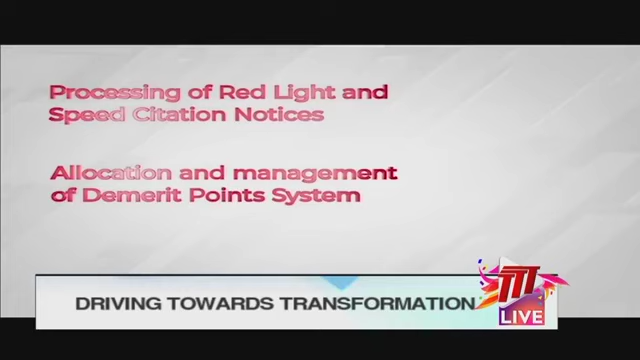 Processing of Red Light and
Speed Citation Notices
Allocation and management
of Demerit Points System
DRIVING TOWARDS TRANSFORMATION
LIVE